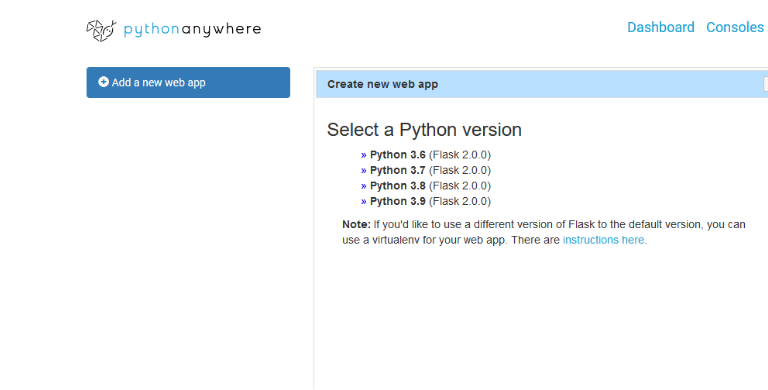 pythonanywhere
Dashboard Consoles
Add a new web app
Create new web app
Select a Python version
» Python 3.6 (Flask 2.0.0)
» Python 3.7 (Flask 2.0.0)
» Python 3.8 (Flask 2.0.0)
» Python 3.9 (Flask 2.0.0)
Note: If you'd like to use a different version of Flask to the default version, you can
use a virtualenv for your web app. There are instructions here.